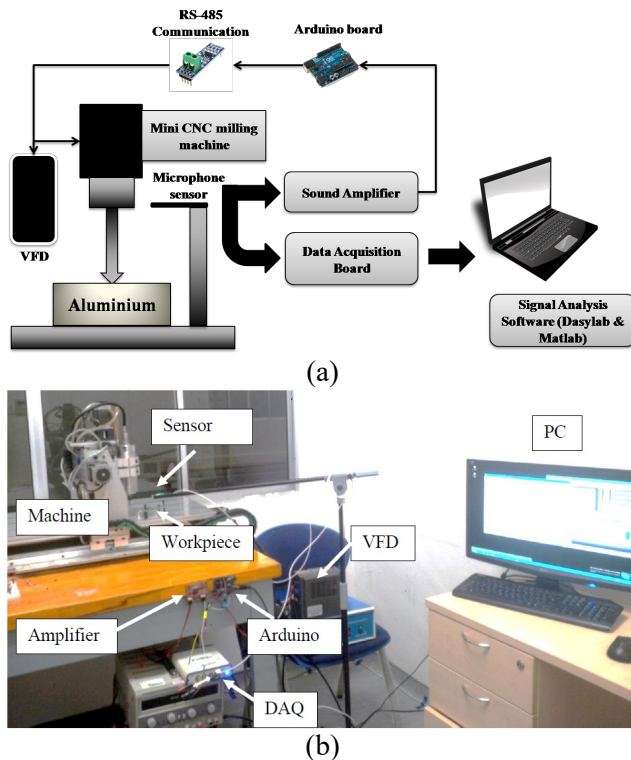 RS-485
Communication
Arduino board
Mini CNC milling
machine
Microphone
sensor
Sound Amplifier
VFD
Data Acquisition
Board
Aluminium
Signal Analysis
Software (Dasylab &
Matlab)
(a)
Sensor
PC
Machine
Workpiece
VFD
Amplifier
Arduino
DAQ
(b)